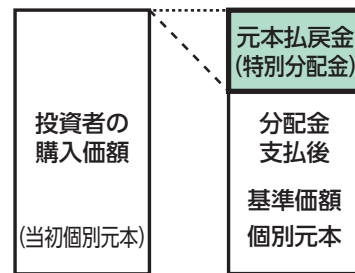 投資者の
購入価額
(当初個別元本)
元本払戻金
(特別分配金)
分配金
支払後
基準価額
個別元本